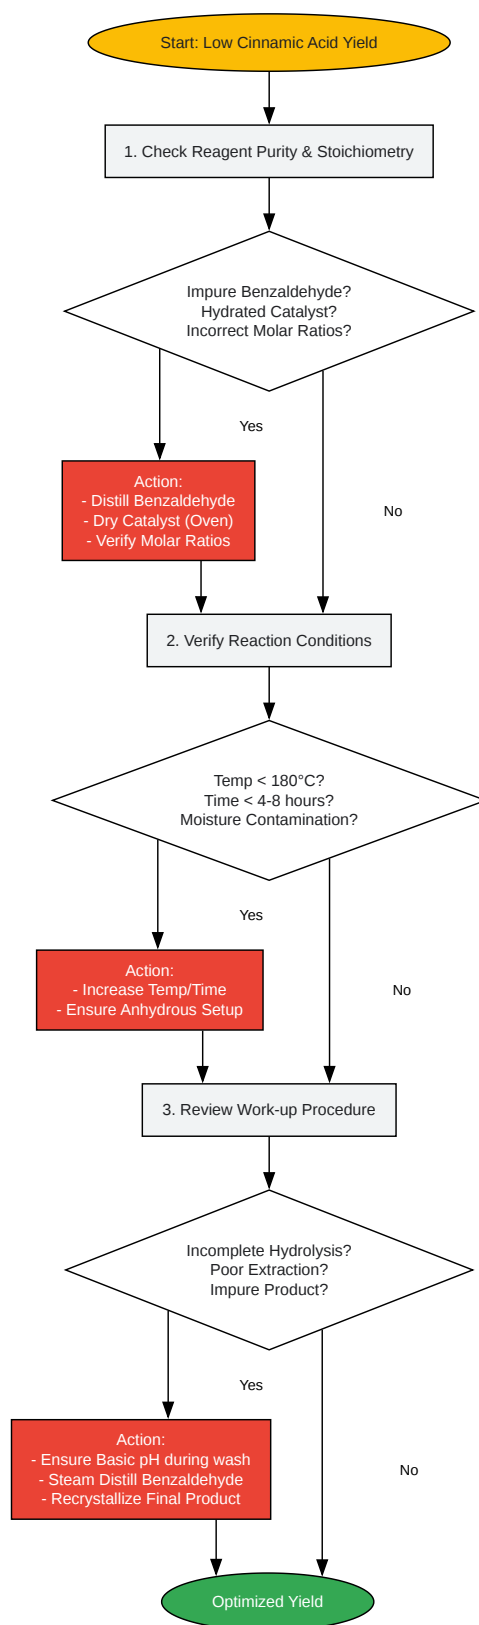 Start: Low Cinnamic Acid Yield
1. Check Reagent Purity & Stoichiometry
Impure Benzaldehyde?
Hydrated Catalyst?
Incorrect Molar Ratios?
Yes
Action:
- Distill Benzaldehyde
- Dry Catalyst (Oven)
- Verify Molar Ratios
No
2. Verify Reaction Conditions
Temp < 180°C?
Time < 4-8 hours?
Moisture Contamination?
Yes
Action:
- Increase Temp/Time
- Ensure Anhydrous Setup
No
3. Review Work-up Procedure
Incomplete Hydrolysis?
Poor Extraction?
Impure Product?
Yes
Action:
- Ensure Basic pH during wash
- Steam Distill Benzaldehyde
- Recrystallize Final Product
No
Optimized Yield